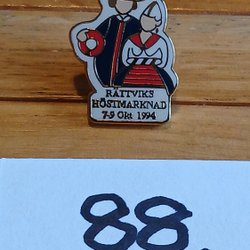 RÄTTVIKS
HÖSTMARKNAD
7-9 Okt 1994
88.